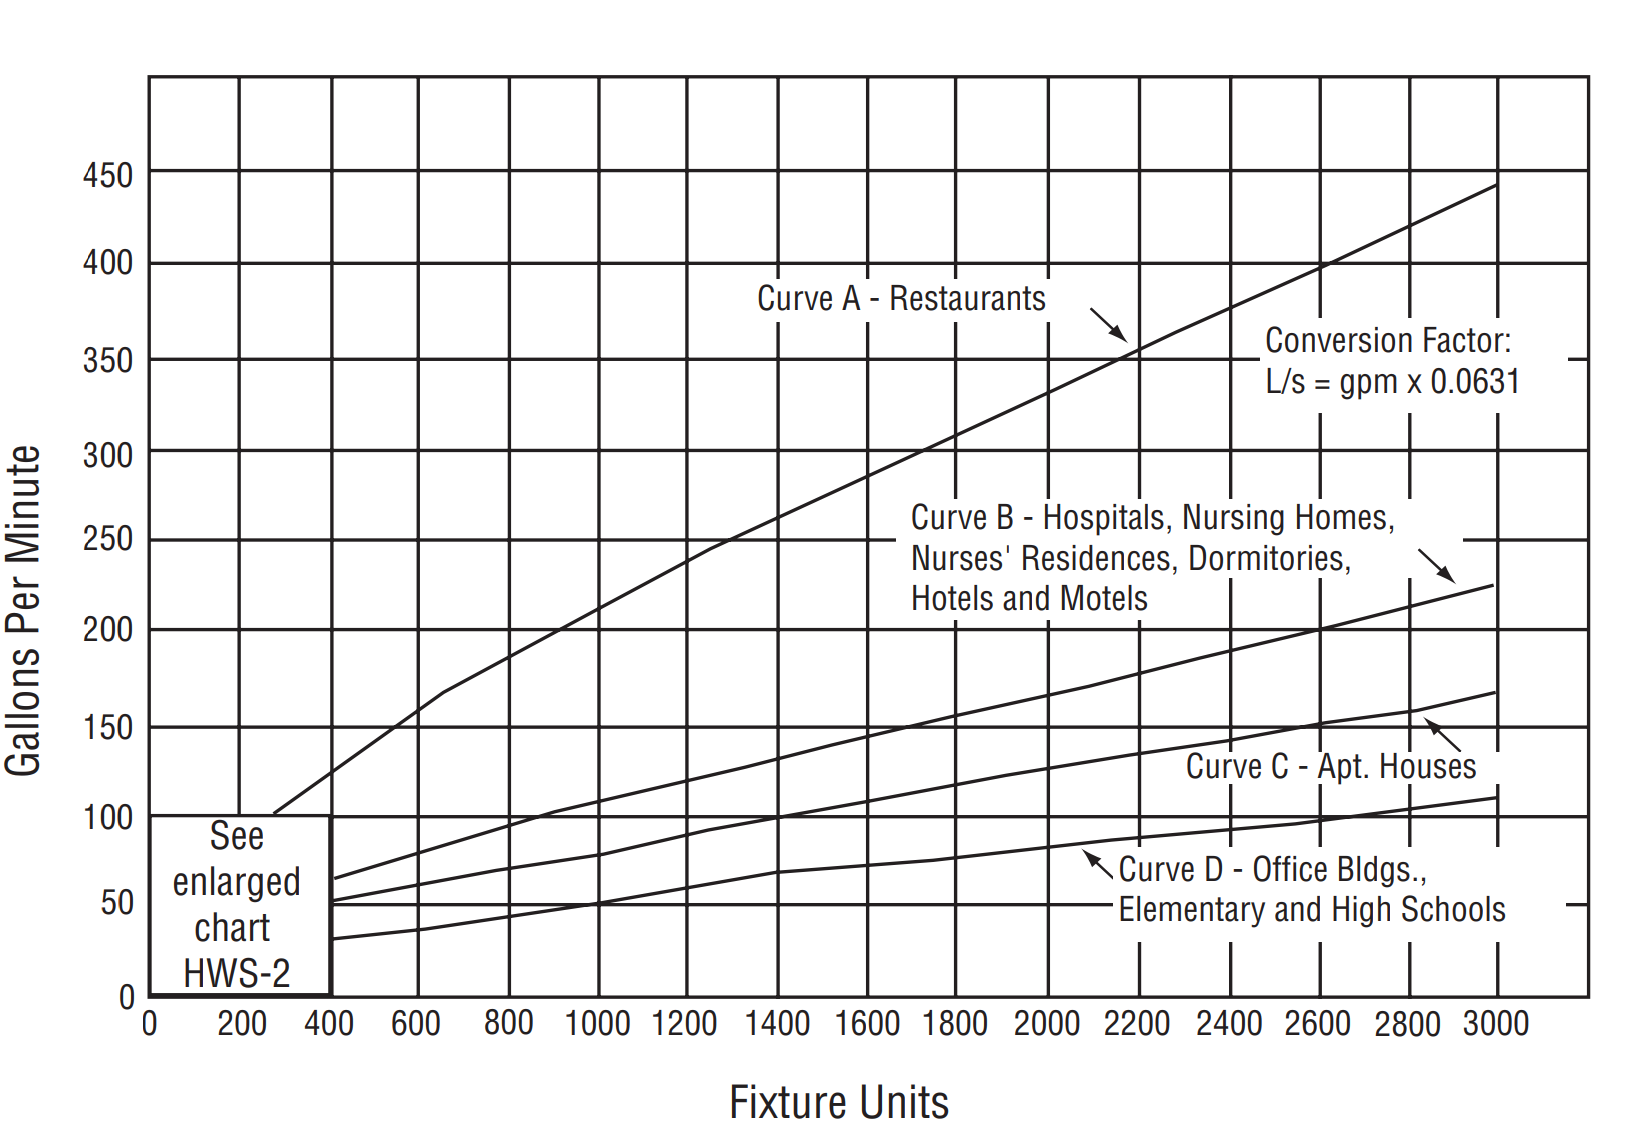 450
400
350
300
250
200
150
100
50
0
Gallons Per Minute
Curve A - Restaurants
Conversion Factor:
L/s = gpm x 0.0631
Curve B - Hospitals, Nursing Homes,
Nurses' Residences, Dormitories,
Hotels and Motels
Curve C - Apt. Houses
Curve D - Office Bldgs.,
Elementary and High Schools
See
enlarged
chart
HWS-2
0 200 400 600 800 1000 1200 1400 1600 1800 2000 2200 2400 2600 2800 3000
Fixture Units